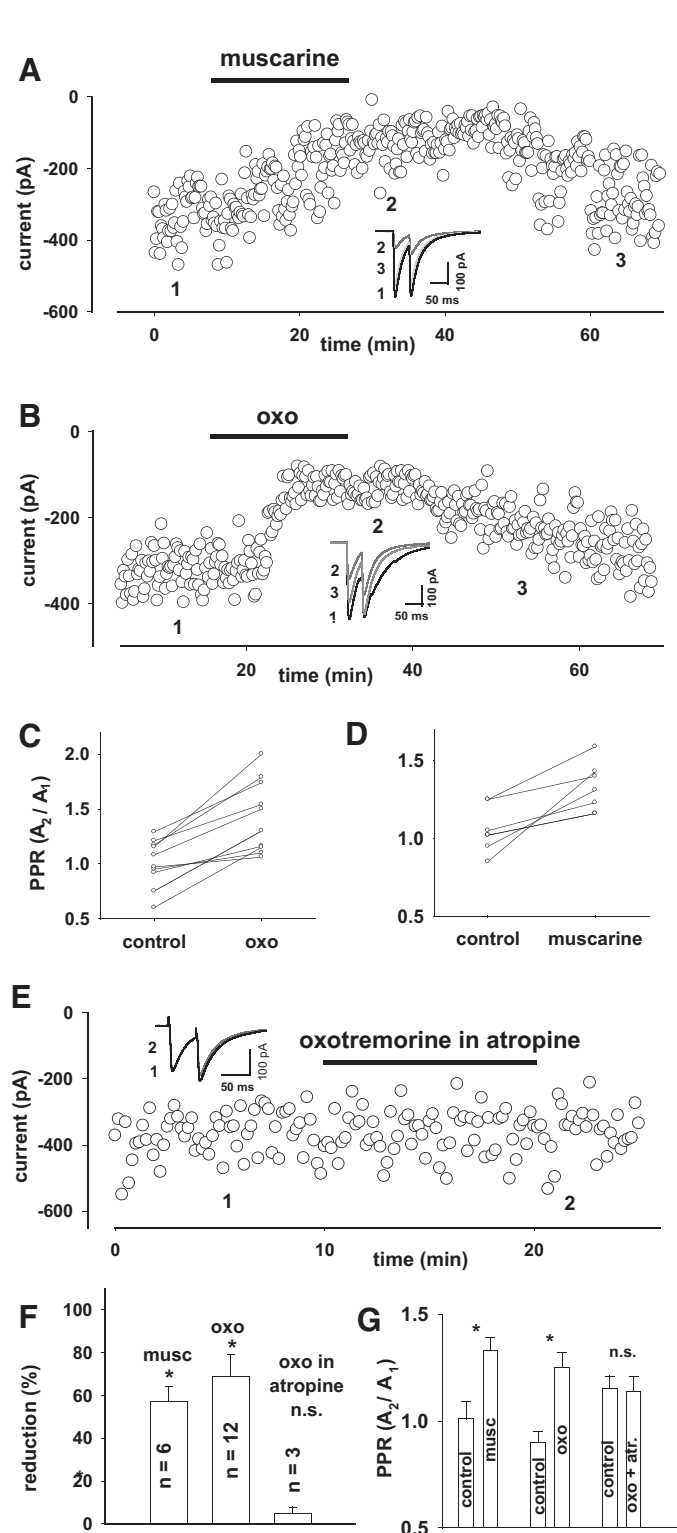 A
muscarine
0
-200
-400
-600
current (pA)
1
2
3
2
3
1
100 pA
50 ms
0
20
40
60
time (min)
B
oxo
0
-200
-400
current (pA)
1
2
3
2
3
1
100 pA
50 ms
20
40
60
time (min)
C
2.0
1.5
1.0
0.5
PPR (A2 / A1)
control
oxo
D
1.5
1.0
0.5
control
muscarine
E
0
-200
-400
-600
current (pA)
2
1
100 pA
50 ms
oxotremorine in atropine
1
2
0
10
20
time (min)
F
100
80
60
40
20
0
reduction (%)
*
musc
*
n = 6
oxo
*
n = 12
oxo in
atropine
n.s.
n = 3
G
1.5
1.0
0.5
PPR (A2/ A1)
*
control
musc
*
control
oxo
n.s.
control
oxo + atr.